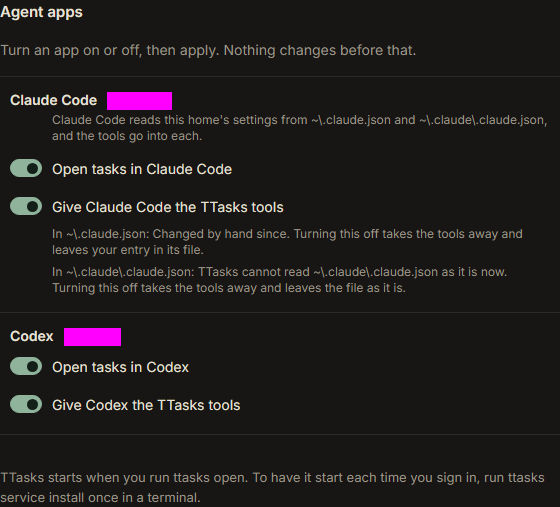 Agent apps
Turn an app on or off, then apply. Nothing changes before that.
Claude Code
Claude Code reads this home's settings from ~\.claude.json and ~\.claude\.claude.json,
and the tools go into each.
Open tasks in Claude Code
Give Claude Code the TTasks tools
In ~\.claude.json: Changed by hand since. Turning this off takes the tools away and
leaves your entry in its file.
In ~\.claude\.claude.json: TTasks cannot read ~\.claude\.claude.json as it is now.
Turning this off takes the tools away and leaves the file as it is.
Codex
Open tasks in Codex
Give Codex the TTasks tools
TTasks starts when you run ttasks open. To have it start each time you sign in, run ttasks
service install once in a terminal.